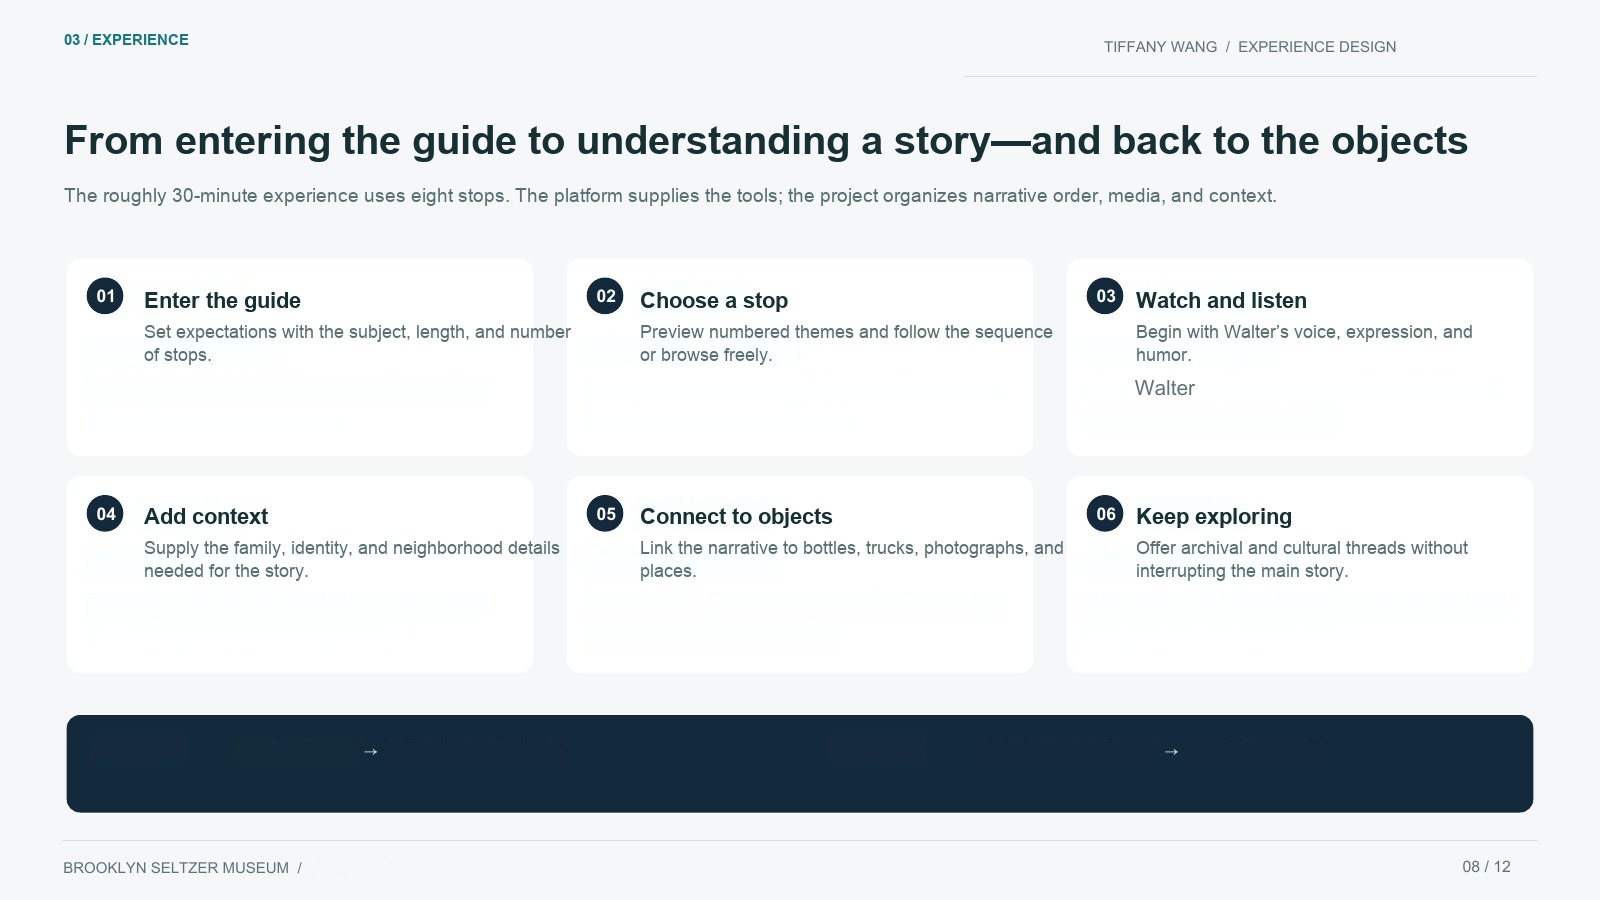 03 / EXPERIENCE
TIFFANY WANG / EXPERIENCE DESIGN
From entering the guide to understanding a story—and back to the objects
The roughly 30-minute experience uses eight stops. The platform supplies the tools; the project organizes narrative order, media, and context.
01
Enter the guide
Set expectations with the subject, length, and number
of stops.
02
Choose a stop
Preview numbered themes and follow the sequence
or browse freely.
03
Watch and listen
Begin with Walter’s voice, expression, and
humor.
Walter
04
Add context
Supply the family, identity, and neighborhood details
needed for the story.
05
Connect to objects
Link the narrative to bottles, trucks, photographs, and
places.
06
Keep exploring
Offer archival and cultural threads without
interrupting the main story.
→ →
BROOKLYN SELTZER MUSEUM /
08 / 12